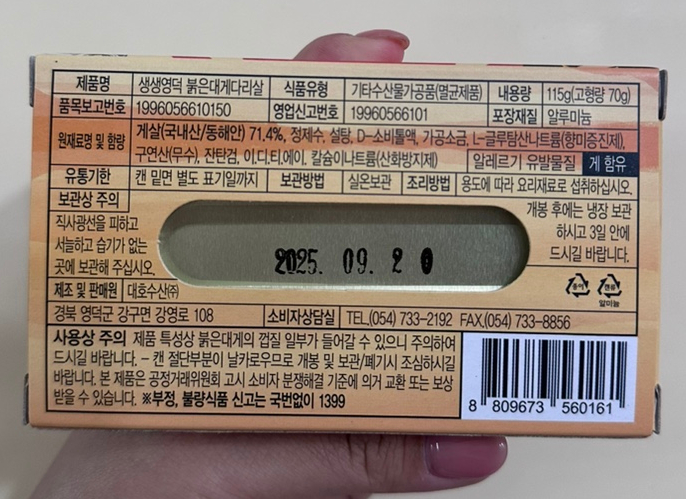 제품명 생생영덕 붉은대게다리살 식품유형 기타수산물가공품(멸균제품) 내용량 115g(고형량 70g)
품목보고번호 1996056610150 영업신고번호 19960566101 포장재질 알루미늄
원재료명 및 함량 게살(국내산/동해안) 71.4%, 정제수, 설탕, D-소비톨액, 가공소금, L-글루탐산나트륨(향미증진제),
구연산(무수), 잔탄검, 이.디.티.에이. 칼슘이나트륨(산화방지제) 알레르기 유발물질 게 함유
유통기한 캔 밑면 별도 표기일까지 보관방법 실온보관 조리방법 용도에 따라 요리재료로 섭취하십시오.
보관상 주의
직사광선을 피하고
서늘하고 습기가 없는
곳에 보관해 주십시오.
2025. 09. 20
개봉 후에는 냉장 보관
하시고 3일 안에
드시길 바랍니다.
종이 캔류
알미늄
제조 및 판매원 대호수산㈜
경북 영덕군 강구면 강영로 108 소비자상담실 TEL.(054) 733-2192 FAX.(054) 733-8856
사용상 주의 제품 특성상 붉은대게의 껍질 일부가 들어갈 수 있으니 주의하여
드시길 바랍니다. - 캔 절단부분이 날카로우므로 개봉 및 보관/폐기시 조심하시길
바랍니다. 본 제품은 공정거래위원회 고시 소비자 분쟁해결 기준에 의거 교환 또는 보상
받을 수 있습니다. ※부정, 불량식품 신고는 국번없이 1399
8 809673 560161